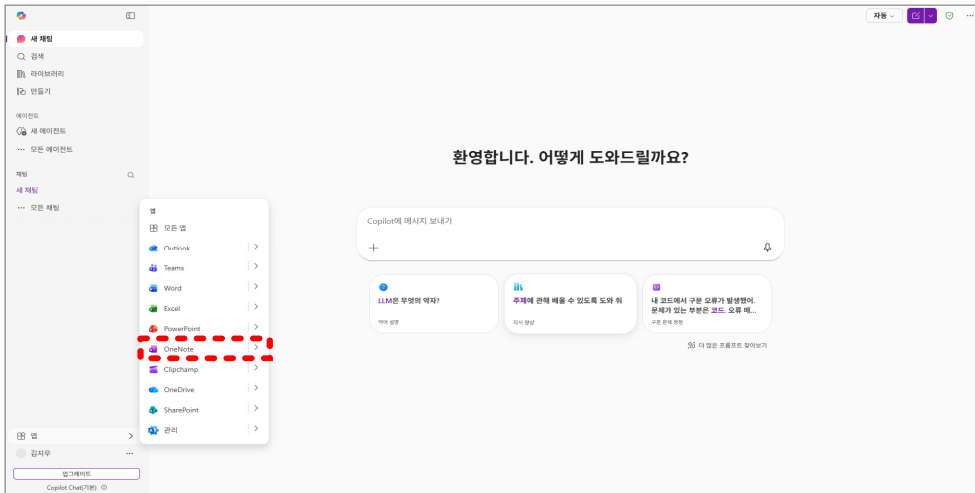 자동
새 채팅
검색
라이브러리
만들기
에이전트
새 에이전트
모든 에이전트
채팅
새 채팅
모든 채팅
앱
모든 앱
Outlook
Teams
Word
Excel
PowerPoint
OneNote
Clipchamp
OneDrive
SharePoint
관리
환영합니다. 어떻게 도와드릴까요?
Copilot에 메시지 보내기
LLM은 무엇의 약자?
약어 설명
주제에 관해 배울 수 있도록 도와 줘
지식 향상
내 코드에서 구문 오류가 발생했어.
문제가 있는 부분은 코드. 오류 메...
구문 문제 정정
더 많은 프롬프트 찾아보기
앱
김지우
업그레이드
Copilot Chat(기본)